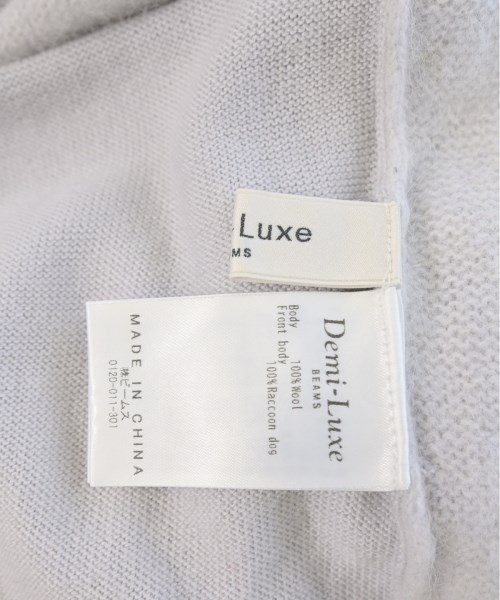 -Luxe
MS
Demi-Luxe
BEAMS
Body 100%Wool
Front body 100%Raccoon dog
MADE IN CHINA
㈱ビームス
0120-011-301